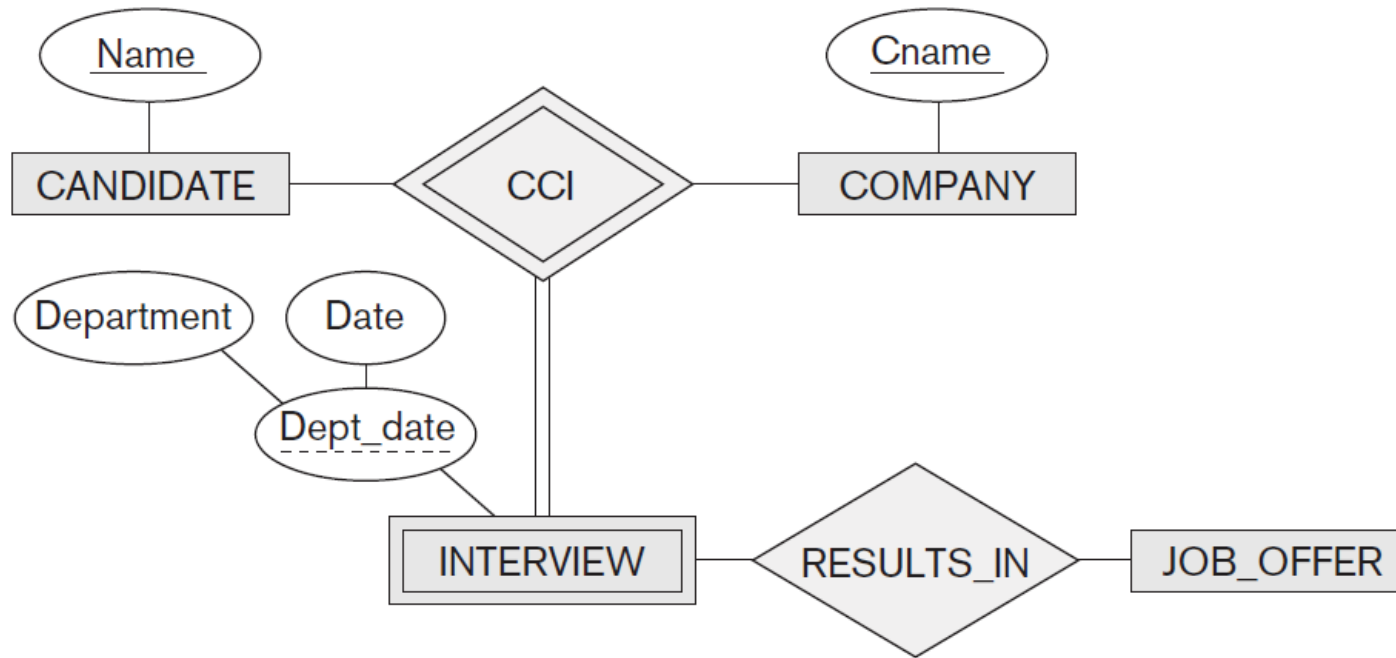 Name
Cname
CANDIDATE
CCI
COMPANY
Department
Date
Dept_date
INTERVIEW
RESULTS_IN
JOB_OFFER